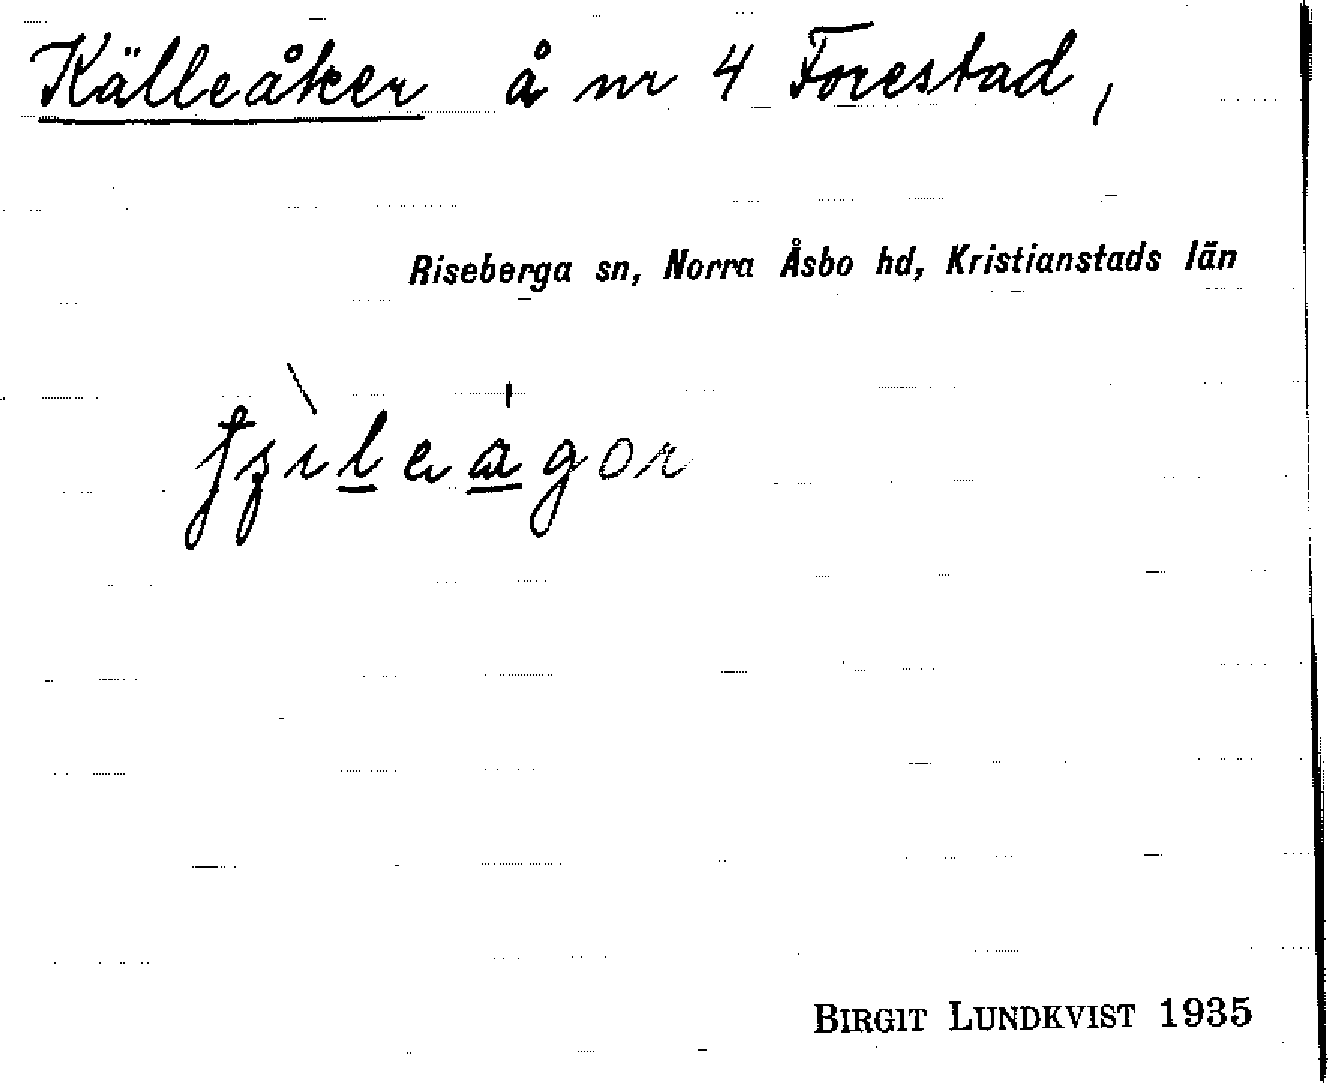 Källeåker å nr 4 Forestad,
Riseberga sn, Norra Åsbo hd, Kristianstads län
BIRGIT LUNDKVIST 1935